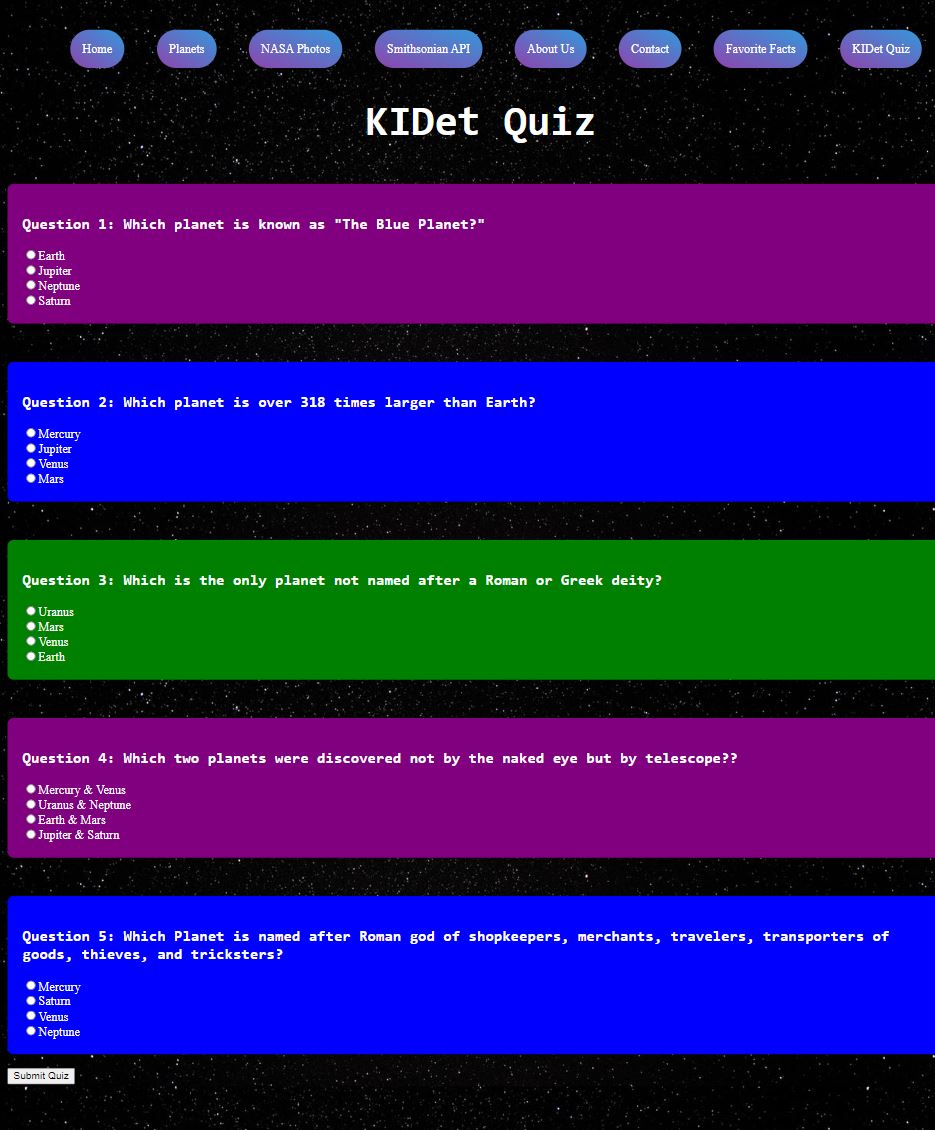 Home Planets NASA Photos Smithsonian API About Us Contact Favorite Facts KIDet Quiz
KIDet Quiz
Question 1: Which planet is known as "The Blue Planet?"
Earth
Jupiter
Neptune
Saturn
Question 2: Which planet is over 318 times larger than Earth?
Mercury
Jupiter
Venus
Mars
Question 3: Which is the only planet not named after a Roman or Greek deity?
Uranus
Mars
Venus
Earth
Question 4: Which two planets were discovered not by the naked eye but by telescope??
Mercury & Venus
Uranus & Neptune
Earth & Mars
Jupiter & Saturn
Question 5: Which Planet is named after Roman god of shopkeepers, merchants, travelers, transporters of
goods, thieves, and tricksters?
Mercury
Saturn
Venus
Neptune
Submit Quiz